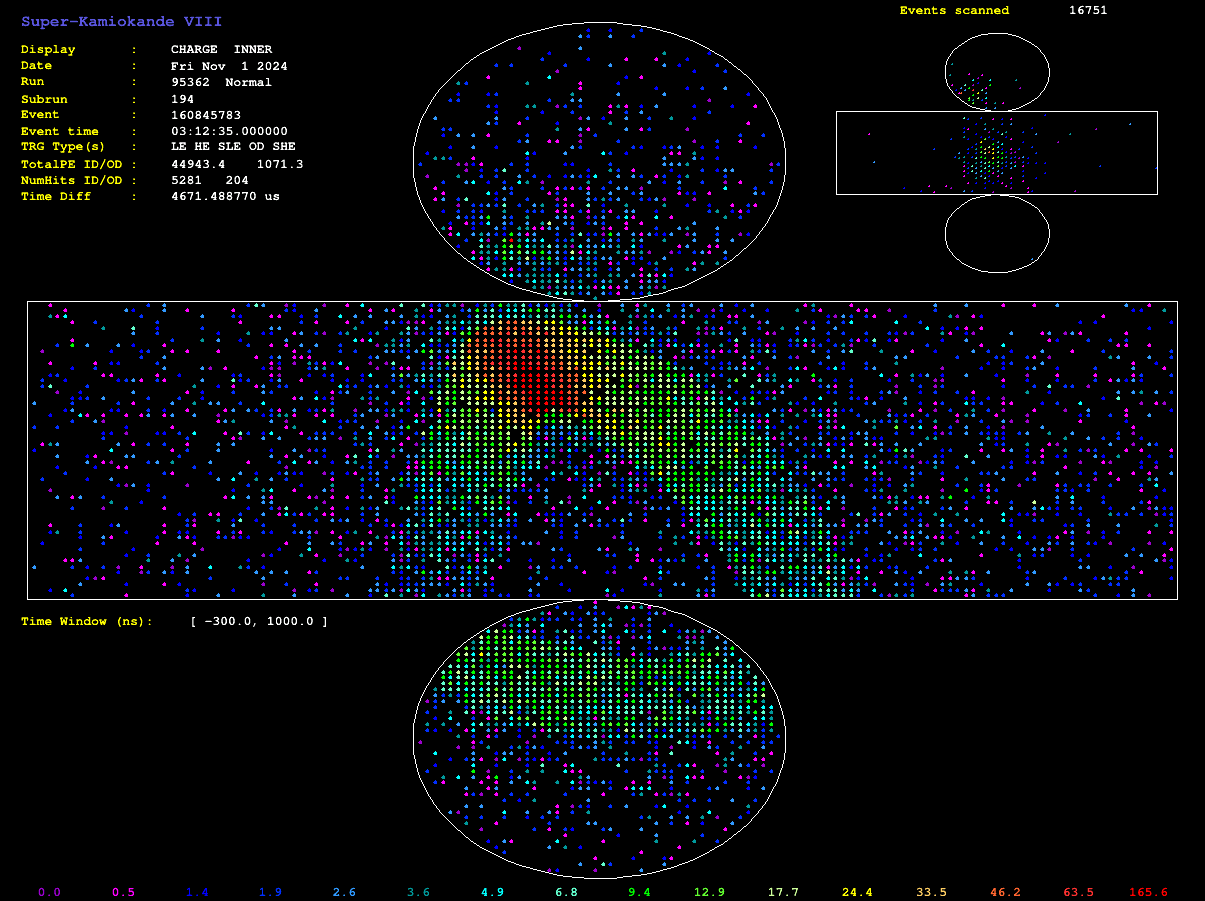 Super-Kamiokande VIII
Events scanned 16751
Display : CHARGE INNER
Date : Fri Nov 1 2024
Run : 95362 Normal
Subrun : 194
Event : 160845783
Event time : 03:12:35.000000
TRG Type(s) : LE HE SLE OD SHE
TotalPE ID/OD : 44943.4 1071.3
NumHits ID/OD : 5281 204
Time Diff : 4671.488770 us
Time Window (ns): [ -300.0, 1000.0 ]
0.0 0.5 1.4 1.9 2.6 3.6 4.9 6.8 9.4 12.9 17.7 24.4 33.5 46.2 63.5 165.6